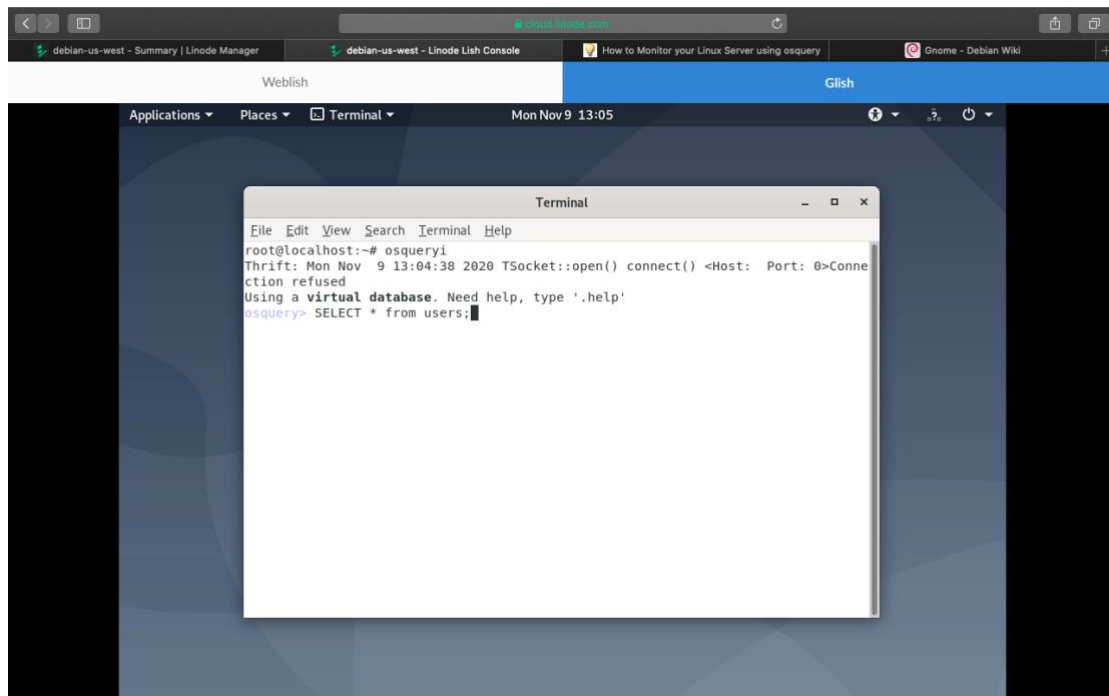 cloud.linode.com
debian-us-west - Summary | Linode Manager
debian-us-west - Linode Lish Console
How to Monitor your Linux Server using osquery
Gnome - Debian Wiki
Weblish
Glish
Applications Places Terminal Mon Nov 9 13:05
Terminal
File Edit View Search Terminal Help
root@localhost:~# osqueryi
Thrift: Mon Nov  9 13:04:38 2020 TSocket::open() connect() <Host:  Port: 0>Conne
ction refused
Using a virtual database. Need help, type '.help'
osquery> SELECT * from users;